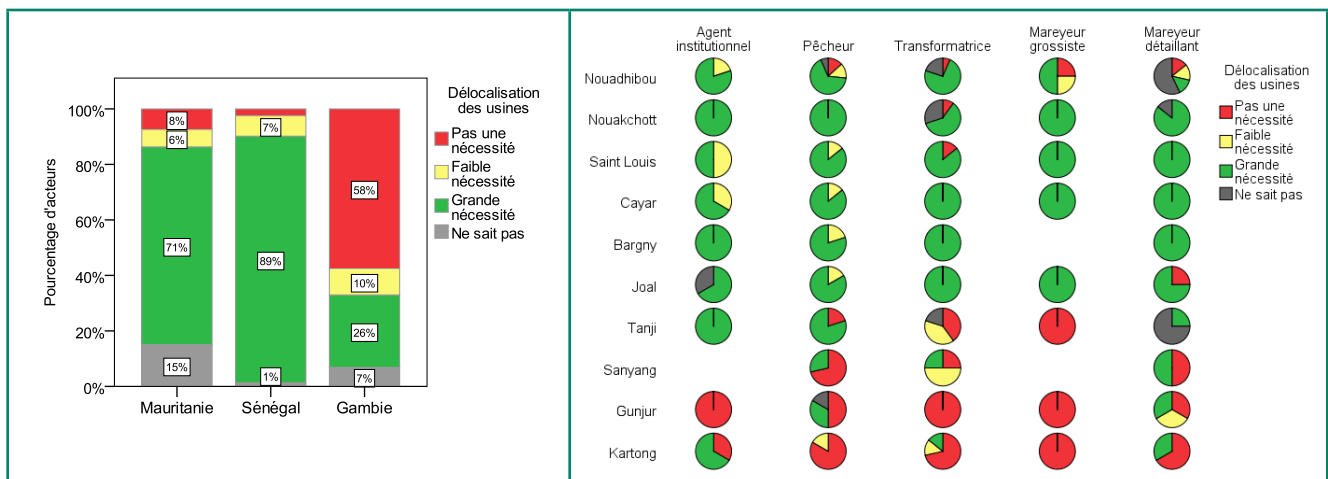 Pourcentage d'acteurs
100%
80%
60%
40%
20%
0%
8%
6%
71%
15%
7%
89%
1%
58%
10%
26%
7%
Mauritanie
Sénégal
Gambie
Délocalisation
des usines
Pas une
nécessité
Faible
nécessité
Grande
nécessité
Ne sait pas
Agent
institutionnel
Pêcheur
Transformatrice
Mareyeur
grossiste
Mareyeur
détaillant
Nouadhibou
Nouakchott
Saint Louis
Cayar
Bargny
Joal
Tanji
Sanyang
Gunjur
Kartong
Délocalisation
des usines
Pas une
nécessité
Faible
nécessité
Grande
nécessité
Ne sait pas